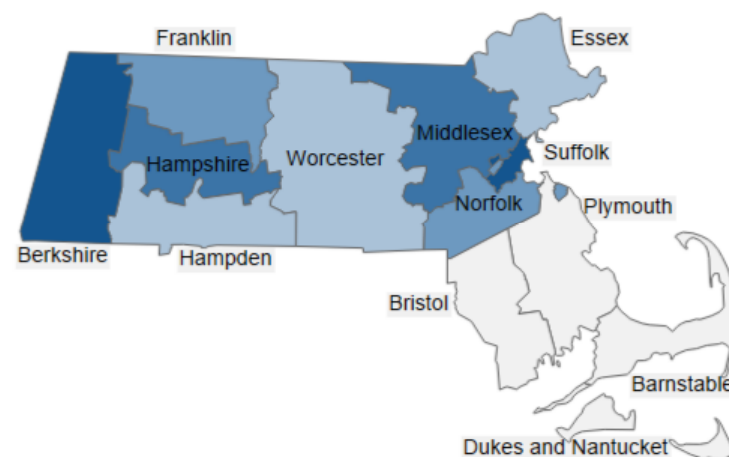 Franklin
Essex
Middlesex
Suffolk
Hampshire
Worcester
Norfolk
Plymouth
Berkshire
Hampden
Bristol
Barnstable
Dukes and Nantucket